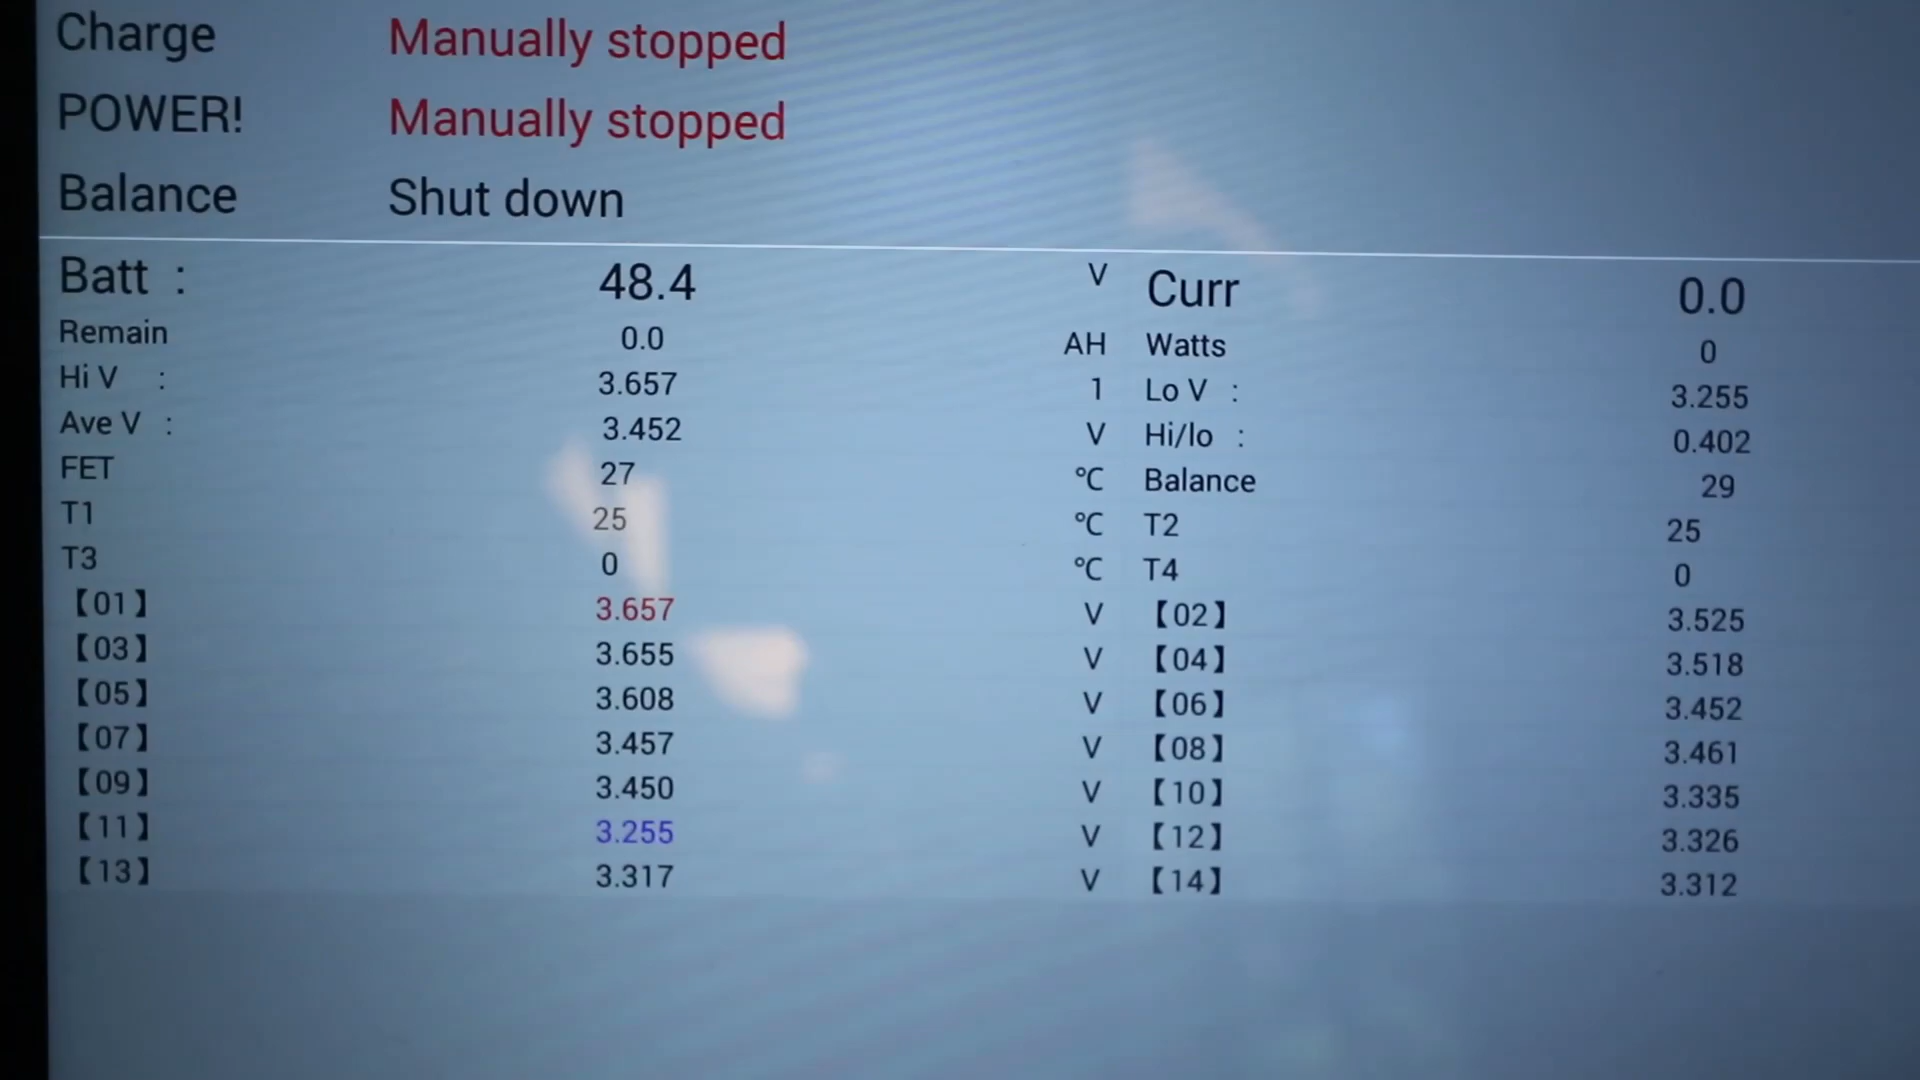 Charge Manually stopped
POWER! Manually stopped
Balance Shut down
Batt : 48.4 V Curr 0.0
Remain 0.0 AH Watts 0
Hi V : 3.657 1 Lo V : 3.255
Ave V : 3.452 V Hi/lo : 0.402
FET 27 °C Balance 29
T1 25 °C T2 25
T3 0 °C T4 0
【01】 3.657 V 【02】 3.525
【03】 3.655 V 【04】 3.518
【05】 3.608 V 【06】 3.452
【07】 3.457 V 【08】 3.461
【09】 3.450 V 【10】 3.335
【11】 3.255 V 【12】 3.326
【13】 3.317 V 【14】 3.312